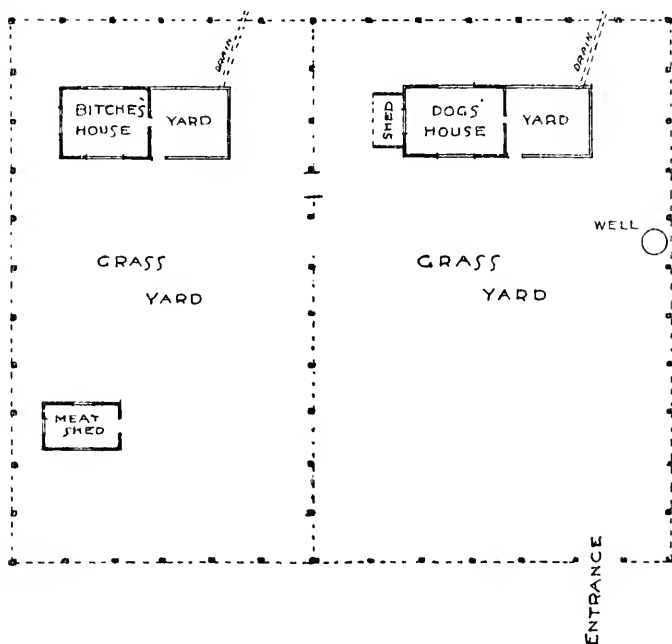 DRAIN
BITCHES'
HOUSE
YARD
GRASS
YARD
MEAT
SHED
DRAIN
SHED
DOGS'
HOUSE
YARD
WELL
GRASS
YARD
ENTRANCE